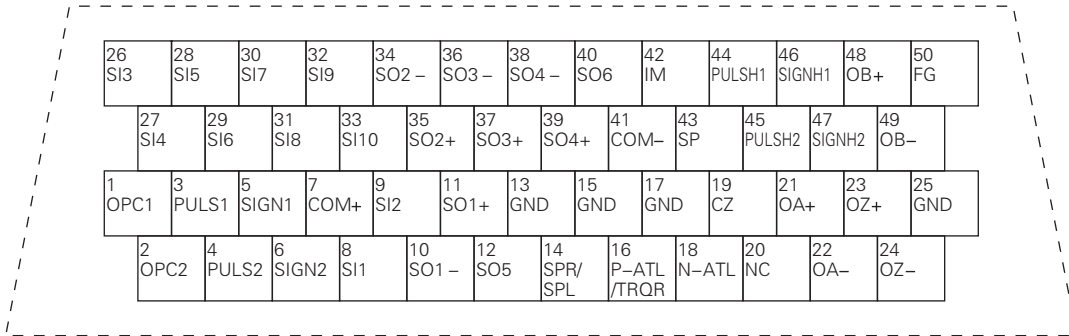 26 28 30 32 34 36 38 40 42 44 46 48 50
SI3 SI5 SI7 SI9 SO2 – SO3 – SO4 – SO6 IM PULSH1 SIGNH1 OB+ FG
27 29 31 33 35 37 39 41 43 45 47 49
SI4 SI6 SI8 SI10 SO2+ SO3+ SO4+ COM– SP PULSH2 SIGNH2 OB–
1 3 5 7 9 11 13 15 17 19 21 23 25
OPC1 PULS1 SIGN1 COM+ SI2 SO1+ GND GND GND CZ OA+ OZ+ GND
2 4 6 8 10 12 14 16 18 20 22 24
OPC2 PULS2 SIGN2 SI1 SO1 – SO5 SPR/ P–ATL N–ATL NC OA– OZ–
SPL /TRQR